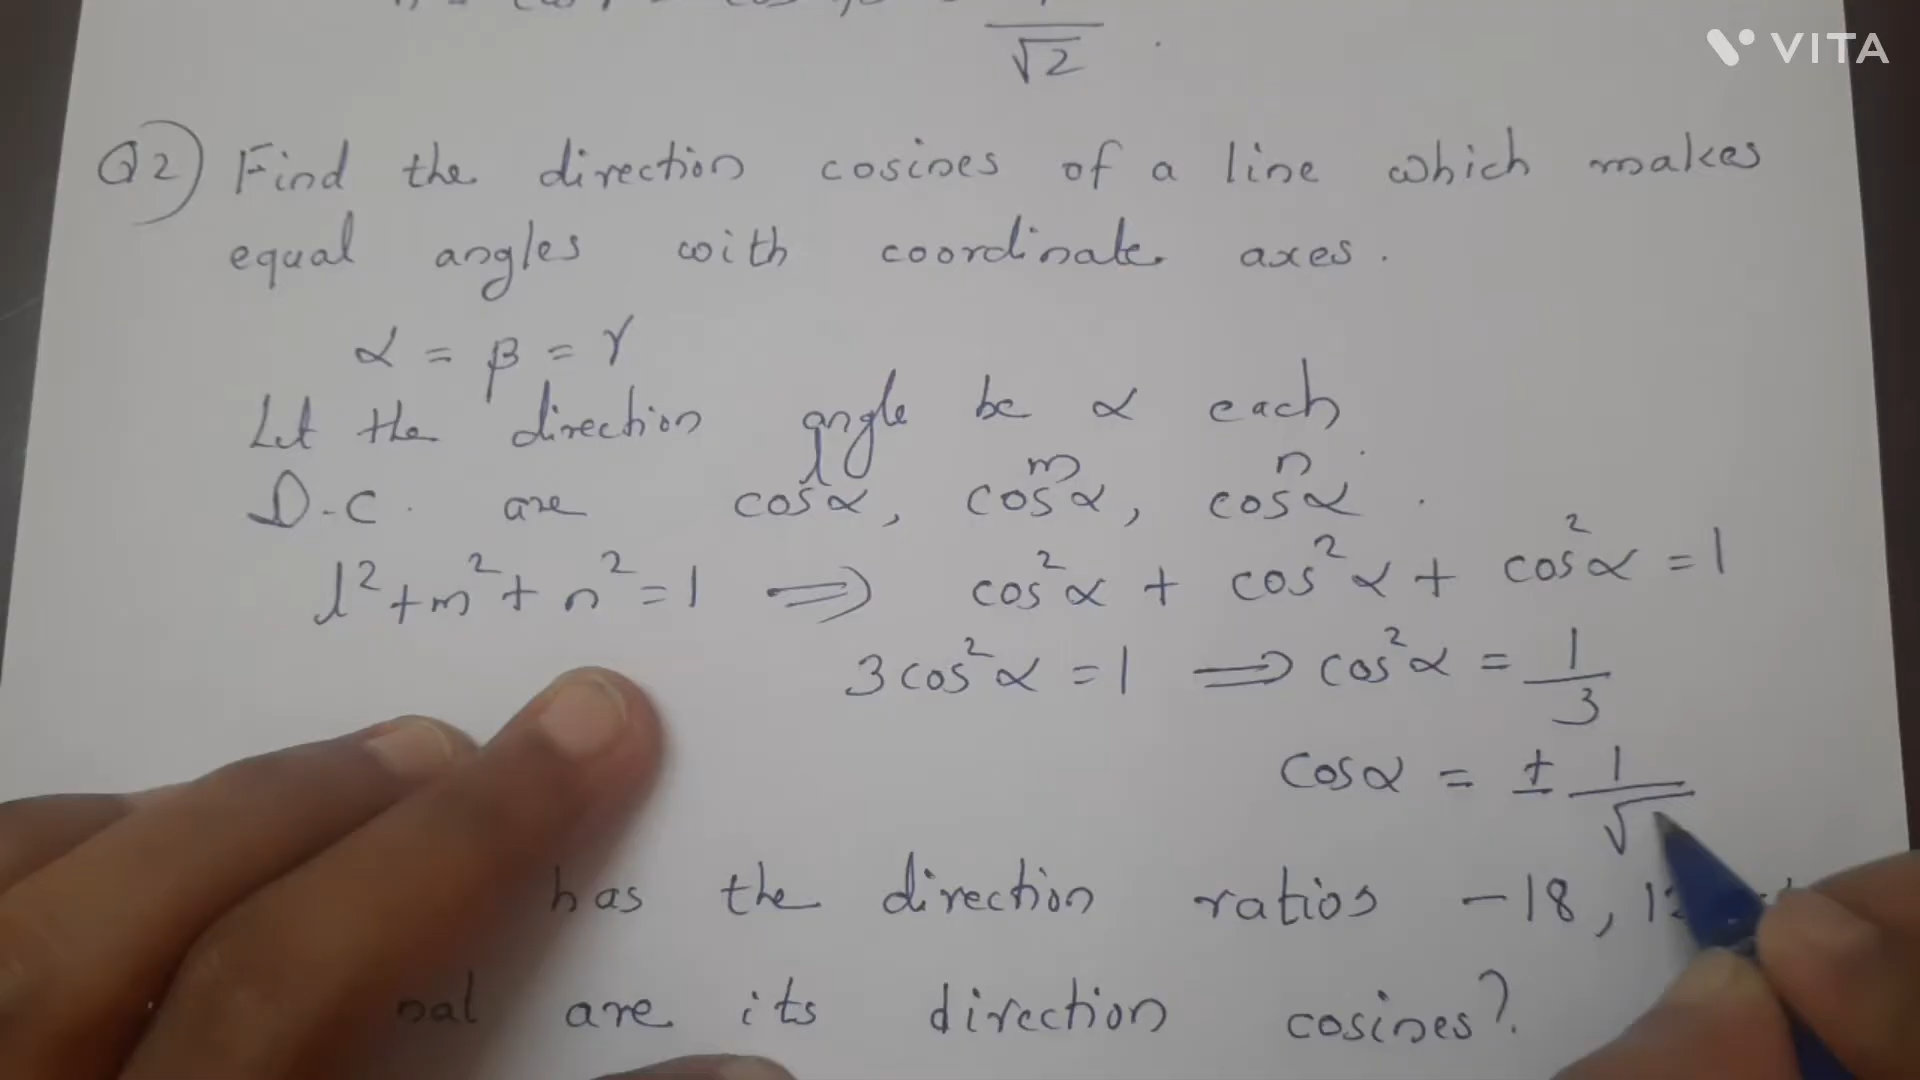 √2
VITA
Q2) Find the direction cosines of a line which makes
equal angles with coordinate axes.
α = β = γ
Let the direction angle be α each
l m n
D.C. are cosα, cosα, cosα.
l² + m² + n² = 1 ⟹ cos²α + cos²α + cos²α = 1
3cos²α = 1 ⟹ cos²α = 1/3
cosα = ± 1/√
has the direction ratios -18, 12
are its direction cosines?